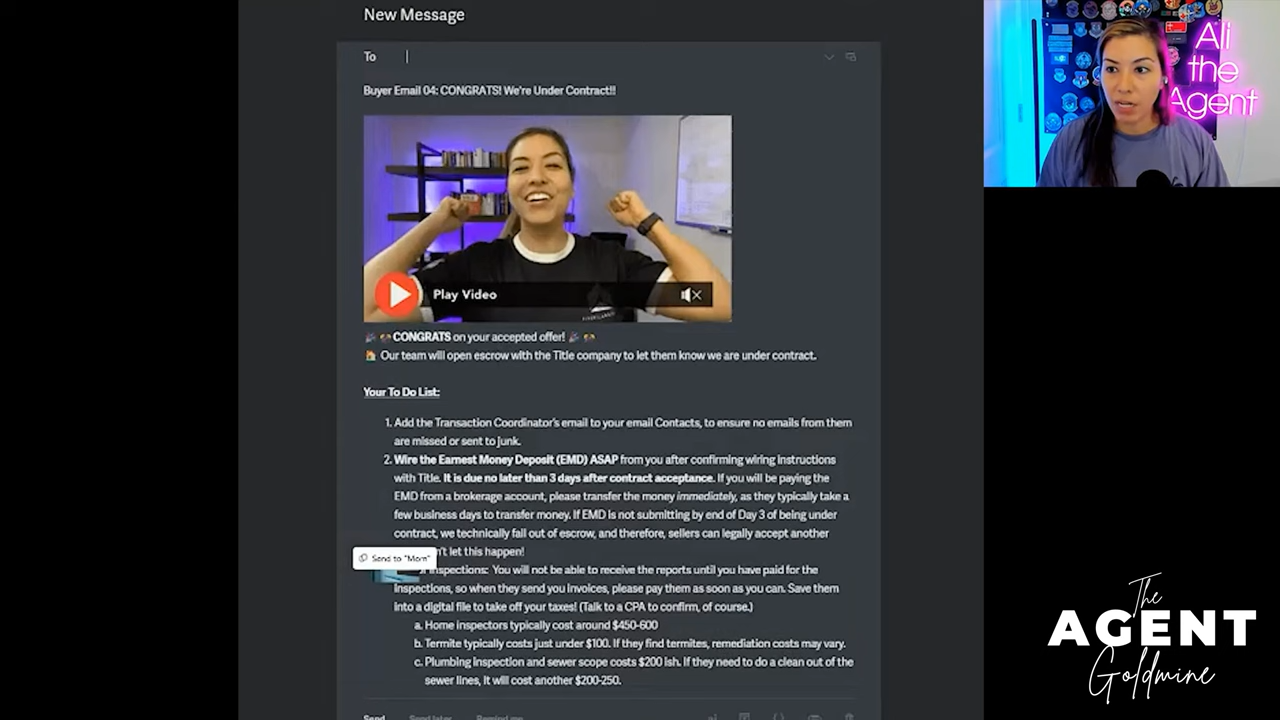 New Message
To
Buyer Email 04: CONGRATS! We're Under Contract!!
Play Video
CONGRATS on your accepted offer!
Our team will open escrow with the Title company to let them know we are under contract.
Your To Do List:
1. Add the Transaction Coordinator's email to your email Contacts, to ensure no emails from them
are missed or sent to junk.
2. Wire the Earnest Money Deposit (EMD) ASAP from you after confirming wiring instructions
with Title. It is due no later than 3 days after contract acceptance. If you will be paying the
EMD from a brokerage account, please transfer the money immediately, as they typically take a
few business days to transfer money. If EMD is not submitting by end of Day 3 of being under
contract, we technically fall out of escrow, and therefore, sellers can legally accept another
n't let this happen!
Send to "Mom"
Inspections: You will not be able to receive the reports until you have paid for the
inspections, so when they send you invoices, please pay them as soon as you can. Save them
into a digital file to take off your taxes! (Talk to a CPA to confirm, of course.)
a. Home inspectors typically cost around $450-600
b. Termite typically costs just under $100. If they find termites, remediation costs may vary.
c. Plumbing inspection and sewer scope costs $200 ish. If they need to do a clean out of the
sewer lines, it will cost another $200-250.
Send
Send later
Remind me
Ali
the
Agent
The
AGENT
Goldmine